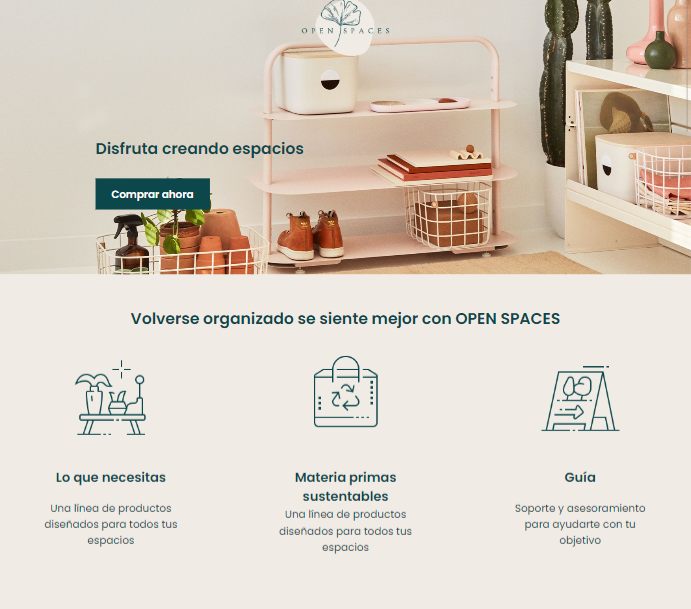 OPEN SPACES
Disfruta creando espacios
Comprar ahora
Volverse organizado se siente mejor con OPEN SPACES
Lo que necesitas
Una línea de productos
diseñados para todos tus
espacios
Materia primas
sustentables
Una línea de productos
diseñados para todos tus
espacios
Guía
Soporte y asesoramiento
para ayudarte con tu
objetivo